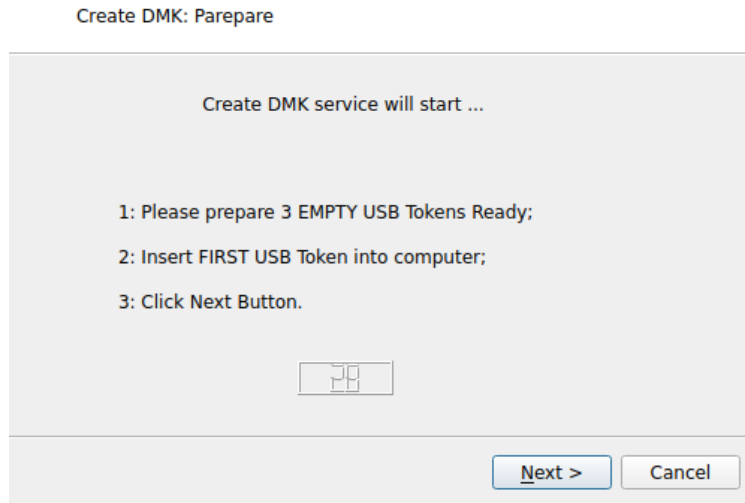 Create DMK: Parepare
Create DMK service will start ...
1: Please prepare 3 EMPTY USB Tokens Ready;
2: Insert FIRST USB Token into computer;
3: Click Next Button.
28
Next >
Cancel